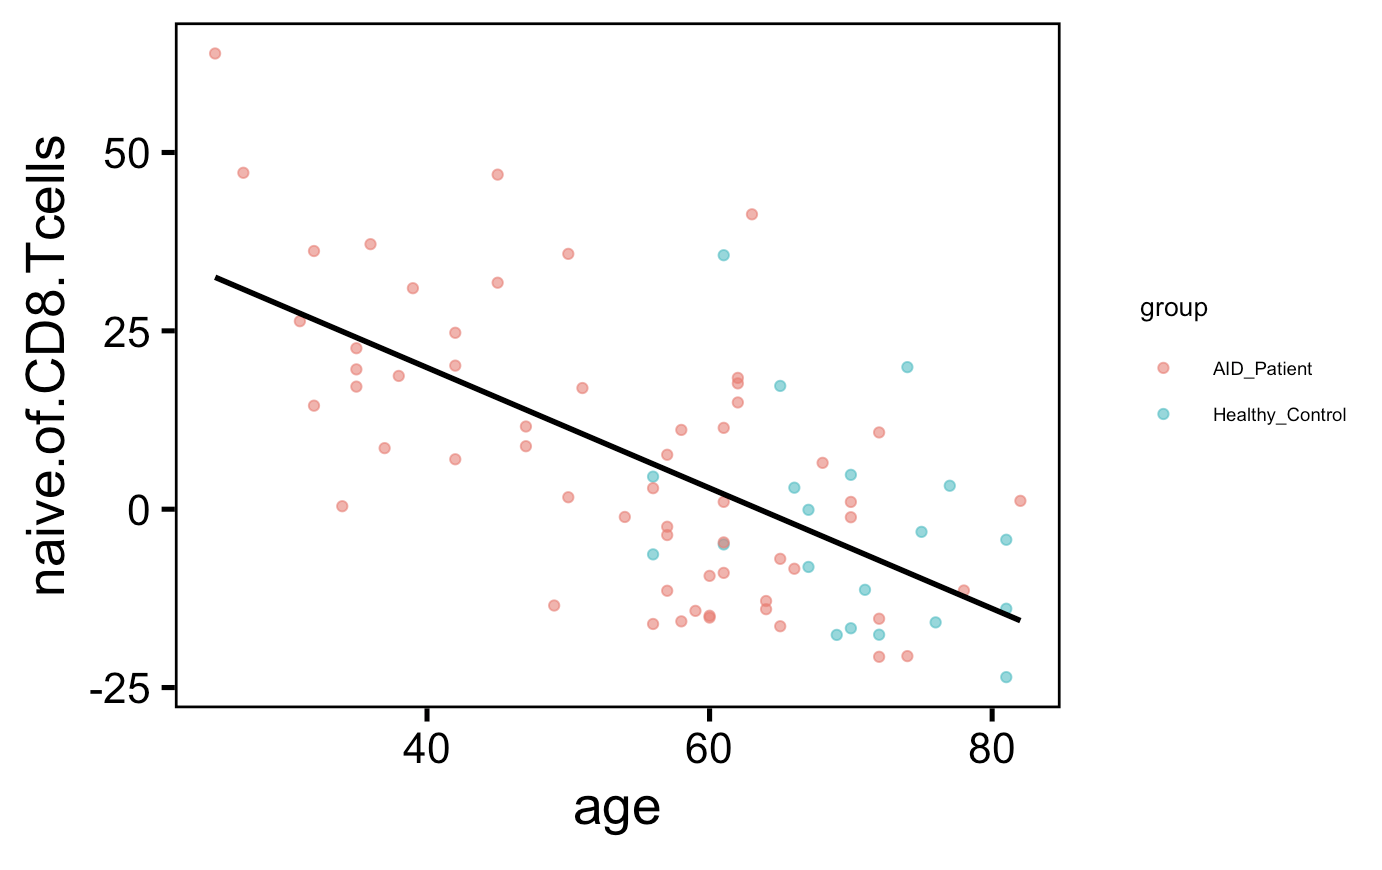 naive.of.CD8.Tcells
50
25
0
-25
40 60 80
age
group
AID_Patient
Healthy_Control